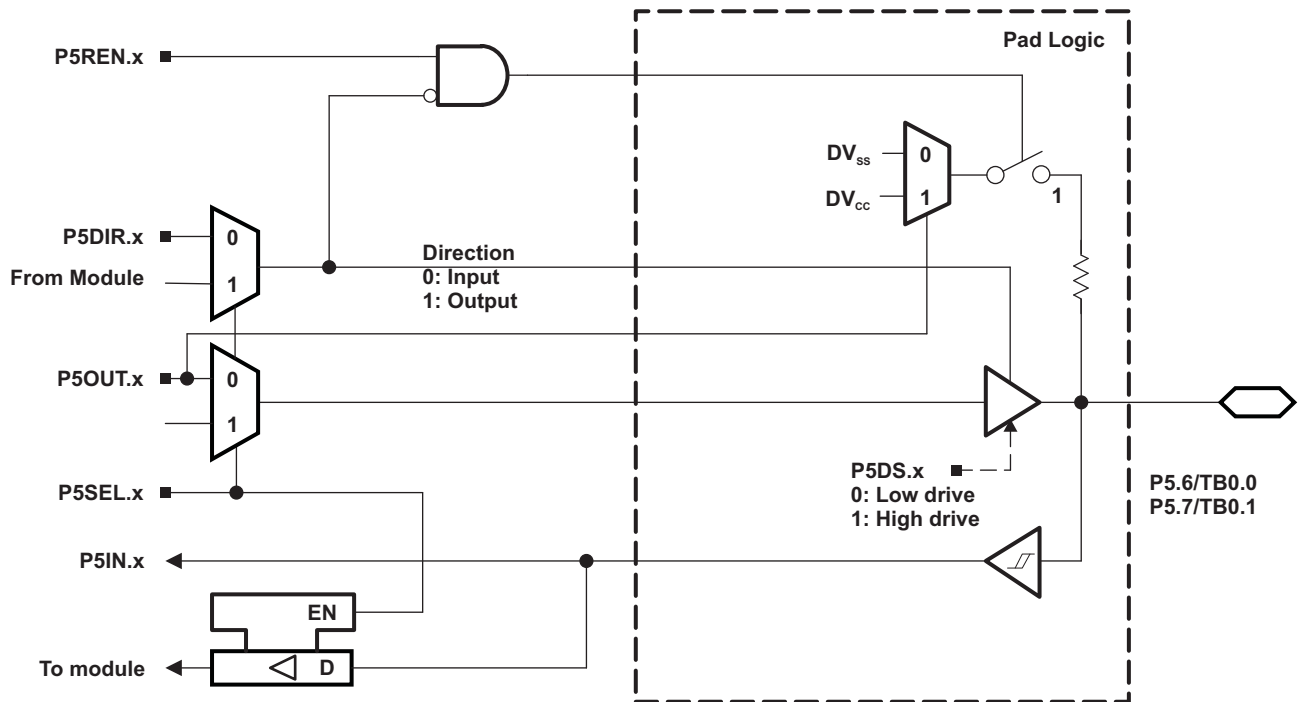 Pad Logic
P5REN.x
DVss
0
DVcc
1
1
P5DIR.x
0
From Module
1
Direction
0: Input
1: Output
P5OUT.x
0
1
P5DS.x
0: Low drive
1: High drive
P5.6/TB0.0
P5.7/TB0.1
P5SEL.x
P5IN.x
EN
To module
D